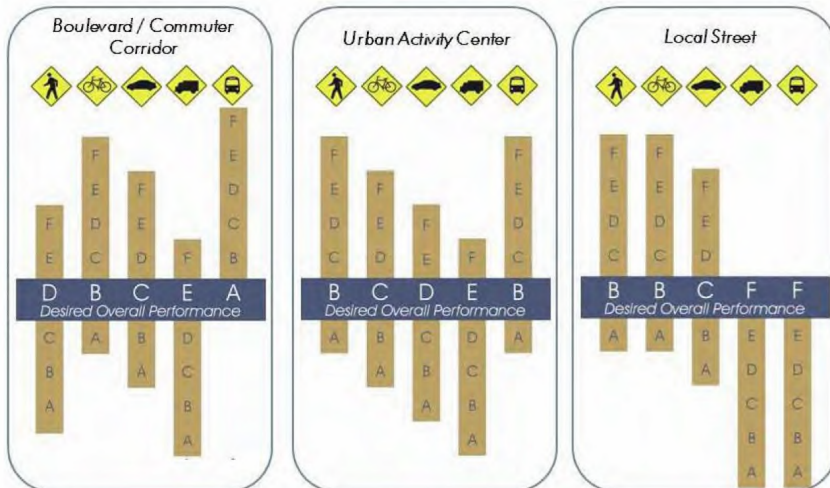 Boulevard / Commuter
Corridor
F
F E
E F D
F D E C
E C D F B
D B C E A
Desired Overall Performance
C A B D
B A C
A B
A
Urban Activity Center
F F
E F E
D E F D
C D E F C
B C D E B
Desired Overall Performance
A B C D A
A B C
A B
A
Local Street
F F
E E F
D D E
C C D
B B C F F
Desired Overall Performance
A A B E E
A D D
C C
B B
A A